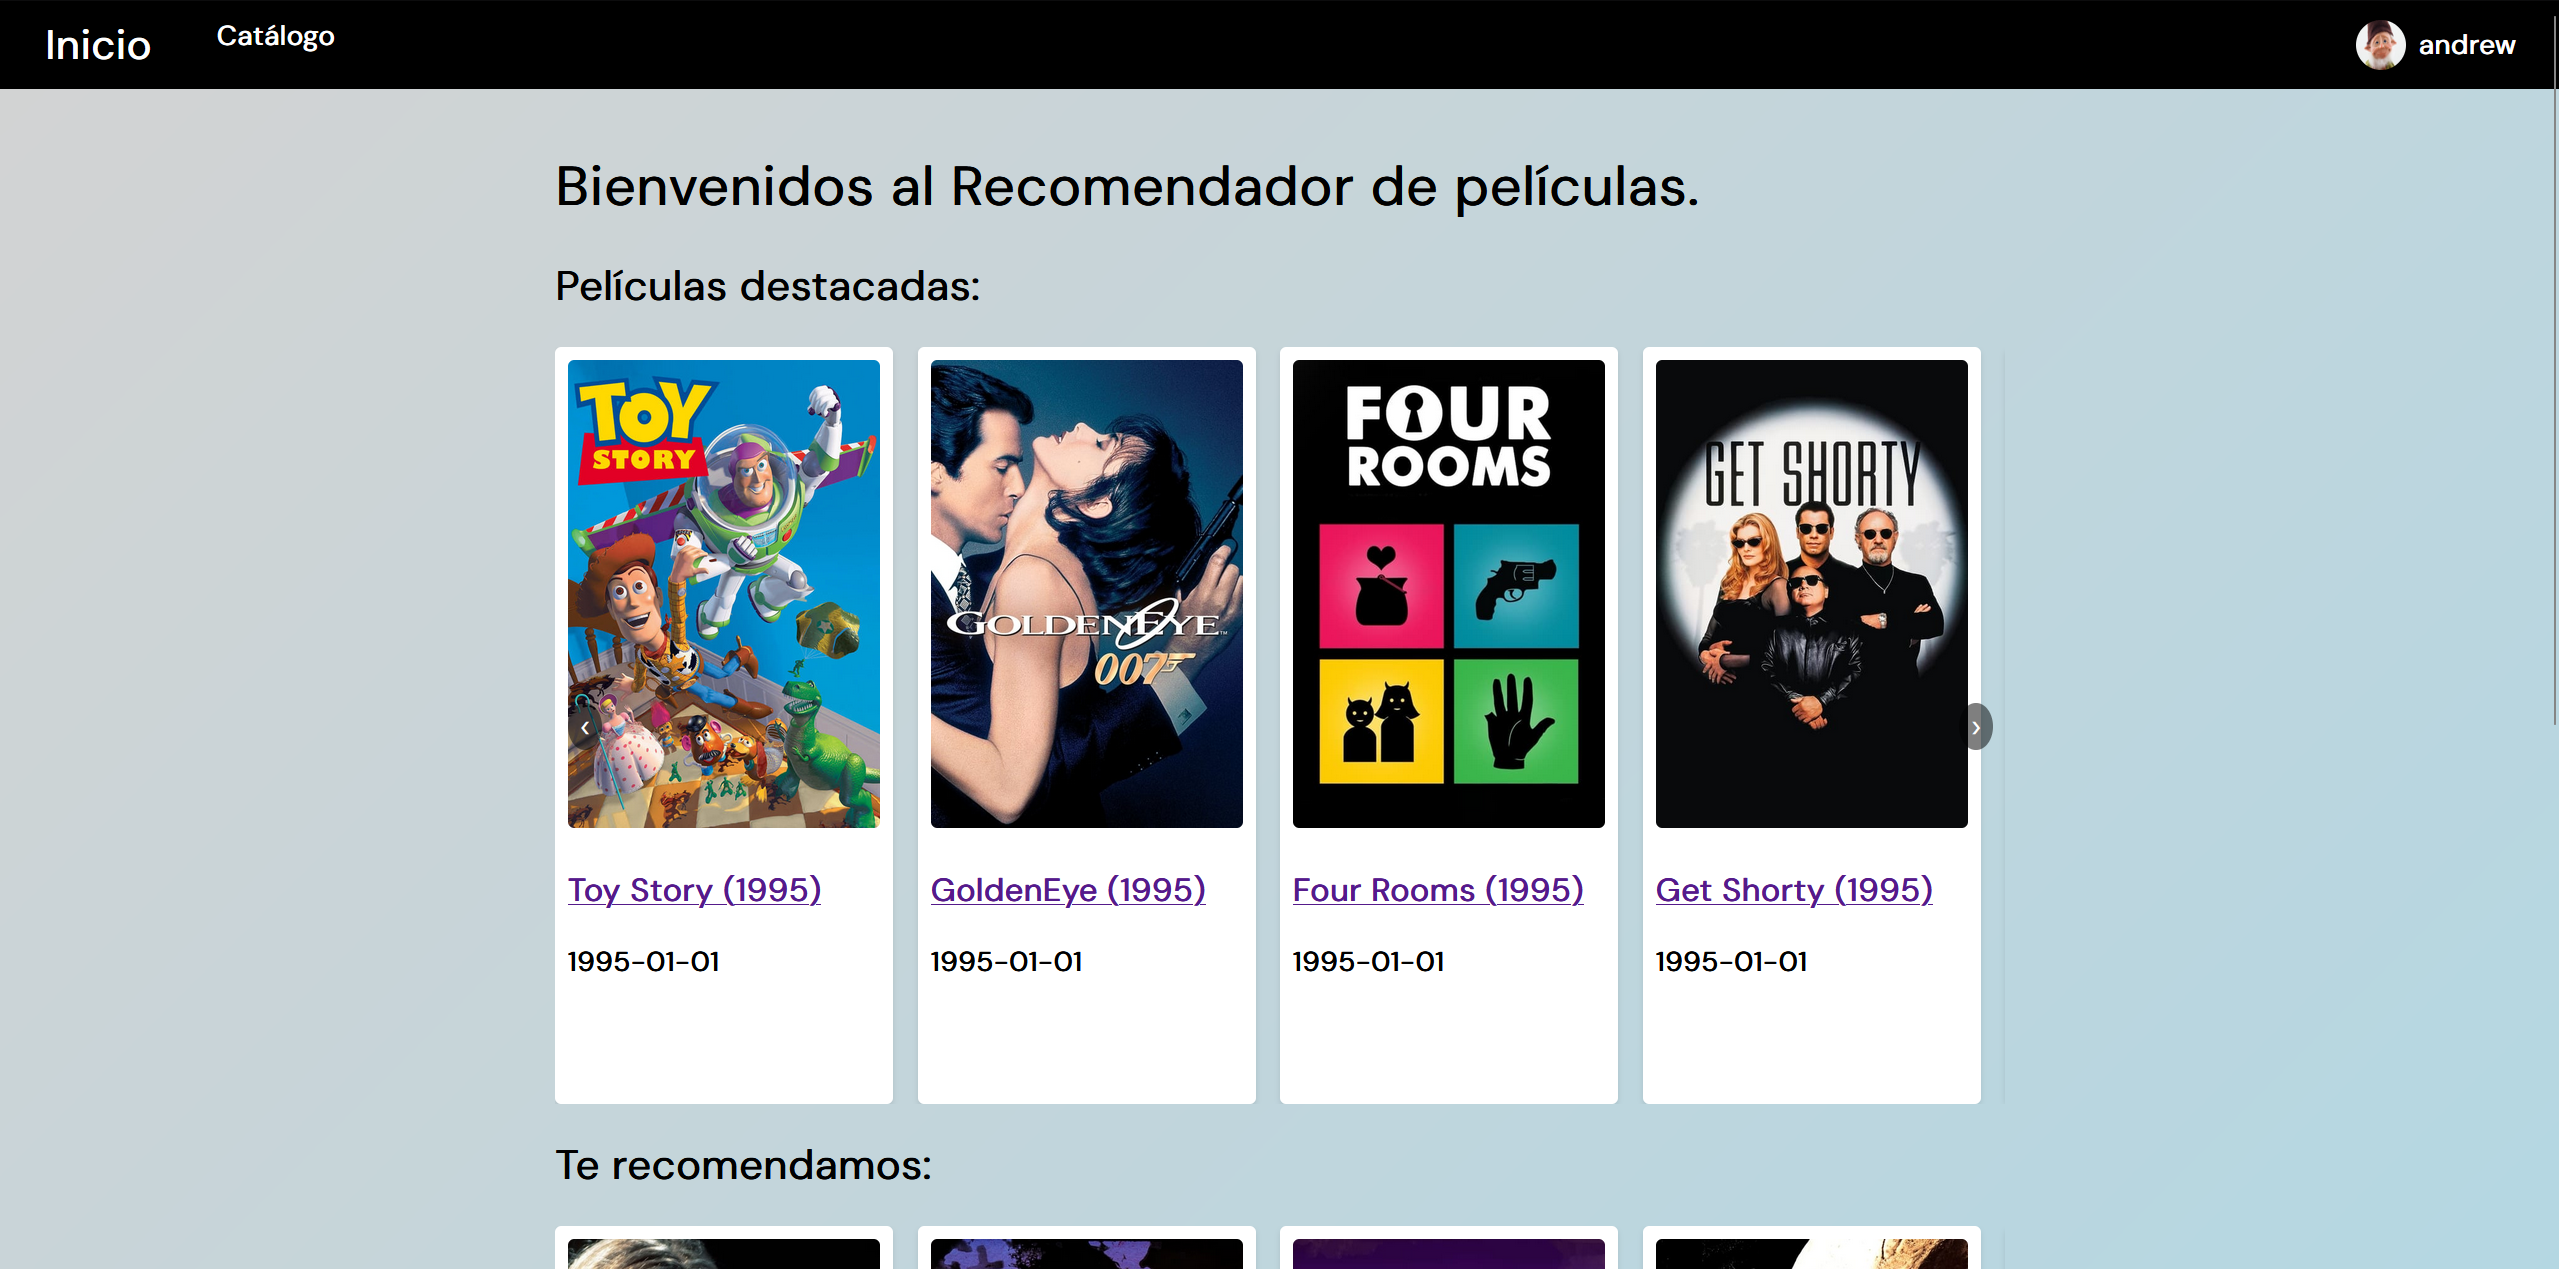 Inicio
Catálogo
andrew
Bienvenidos al Recomendador de películas.
Películas destacadas:
TOY
STORY
GOLDENEYE
007
FOUR
ROOMS
GET SHORTY
‹
›
Toy Story (1995)
GoldenEye (1995)
Four Rooms (1995)
Get Shorty (1995)
1995-01-01
1995-01-01
1995-01-01
1995-01-01
Te recomendamos: